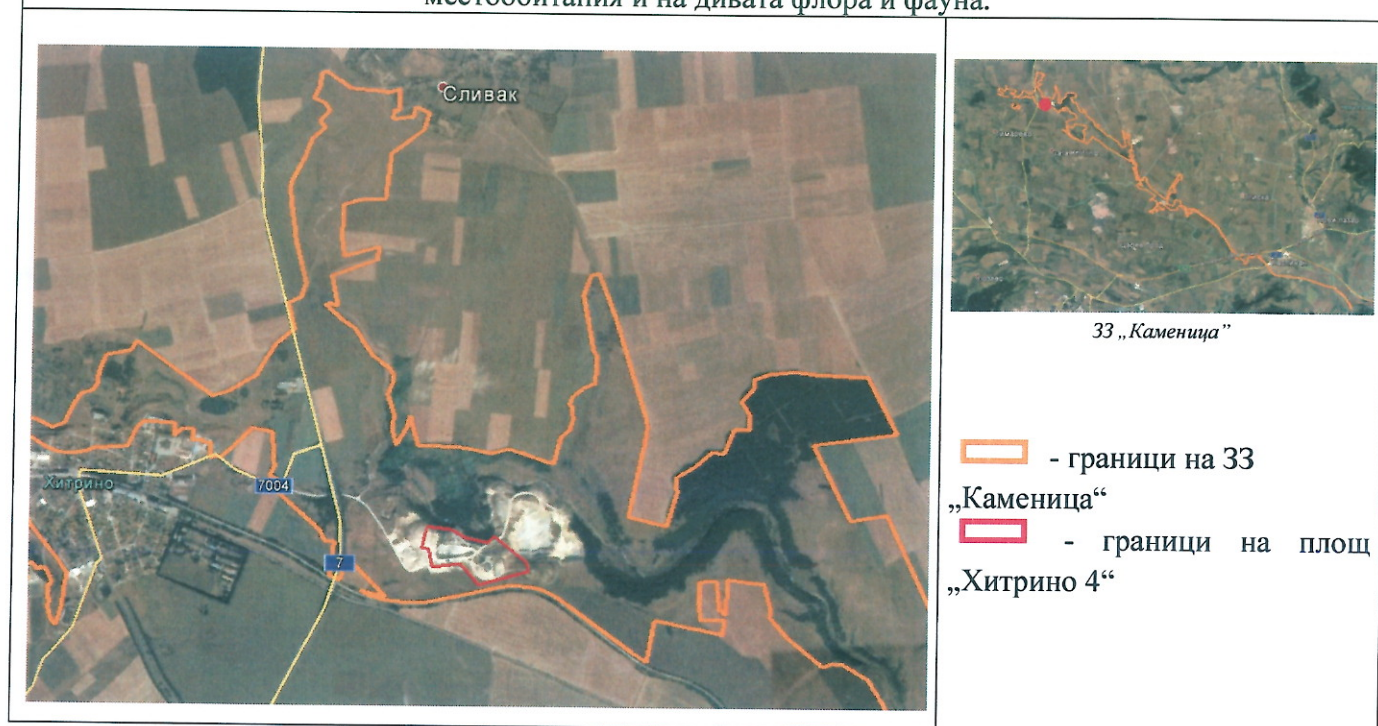 местообитания и на дивата флора и фауна.
Сливак
Хитрино
7004
7
ЗЗ „Каменица”
- граници на ЗЗ
„Каменица“
- граници на площ
„Хитрино 4“